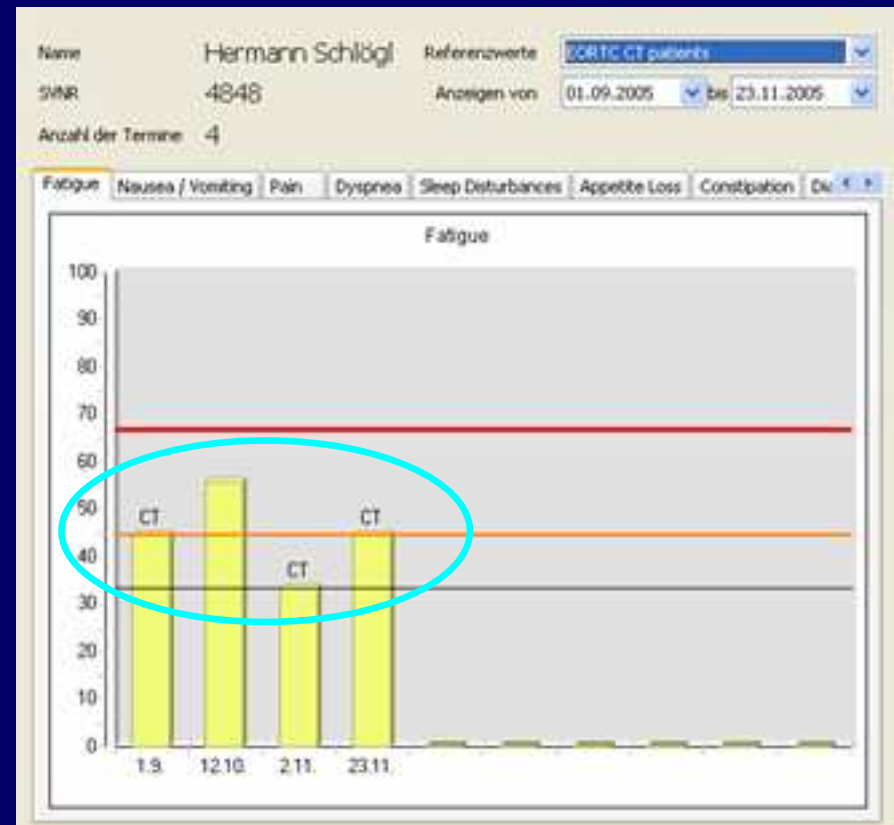 Name Hermann Schlögl Referenzwerte EORTC CT patients
SVNR 4848 Anzeigen von 01.09.2005 bis 23.11.2005
Anzahl der Termine 4
Fatigue Nausea / Vomiting Pain Dyspnea Sleep Disturbances Appetite Loss Constipation
Fatigue
100
90
80
70
60
50
40
30
20
10
0
CT
CT
CT
1.9. 12.10. 2.11. 23.11.